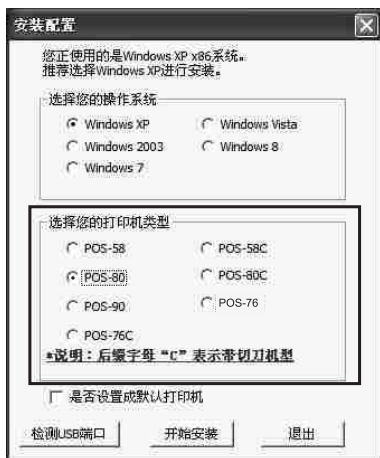 安装配置
您正使用的是Windows XP x86系统。
推荐选择Windows XP进行安装。
选择您的操作系统
Windows XP Windows Vista
Windows 2003 Windows 8
Windows 7
选择您的打印机类型
POS-58 POS-58C
POS-80 POS-80C
POS-90 POS-76
POS-76C
*说明：后缀字母“C”表示带切刀机型
是否设置成默认打印机
检测USB端口 开始安装 退出